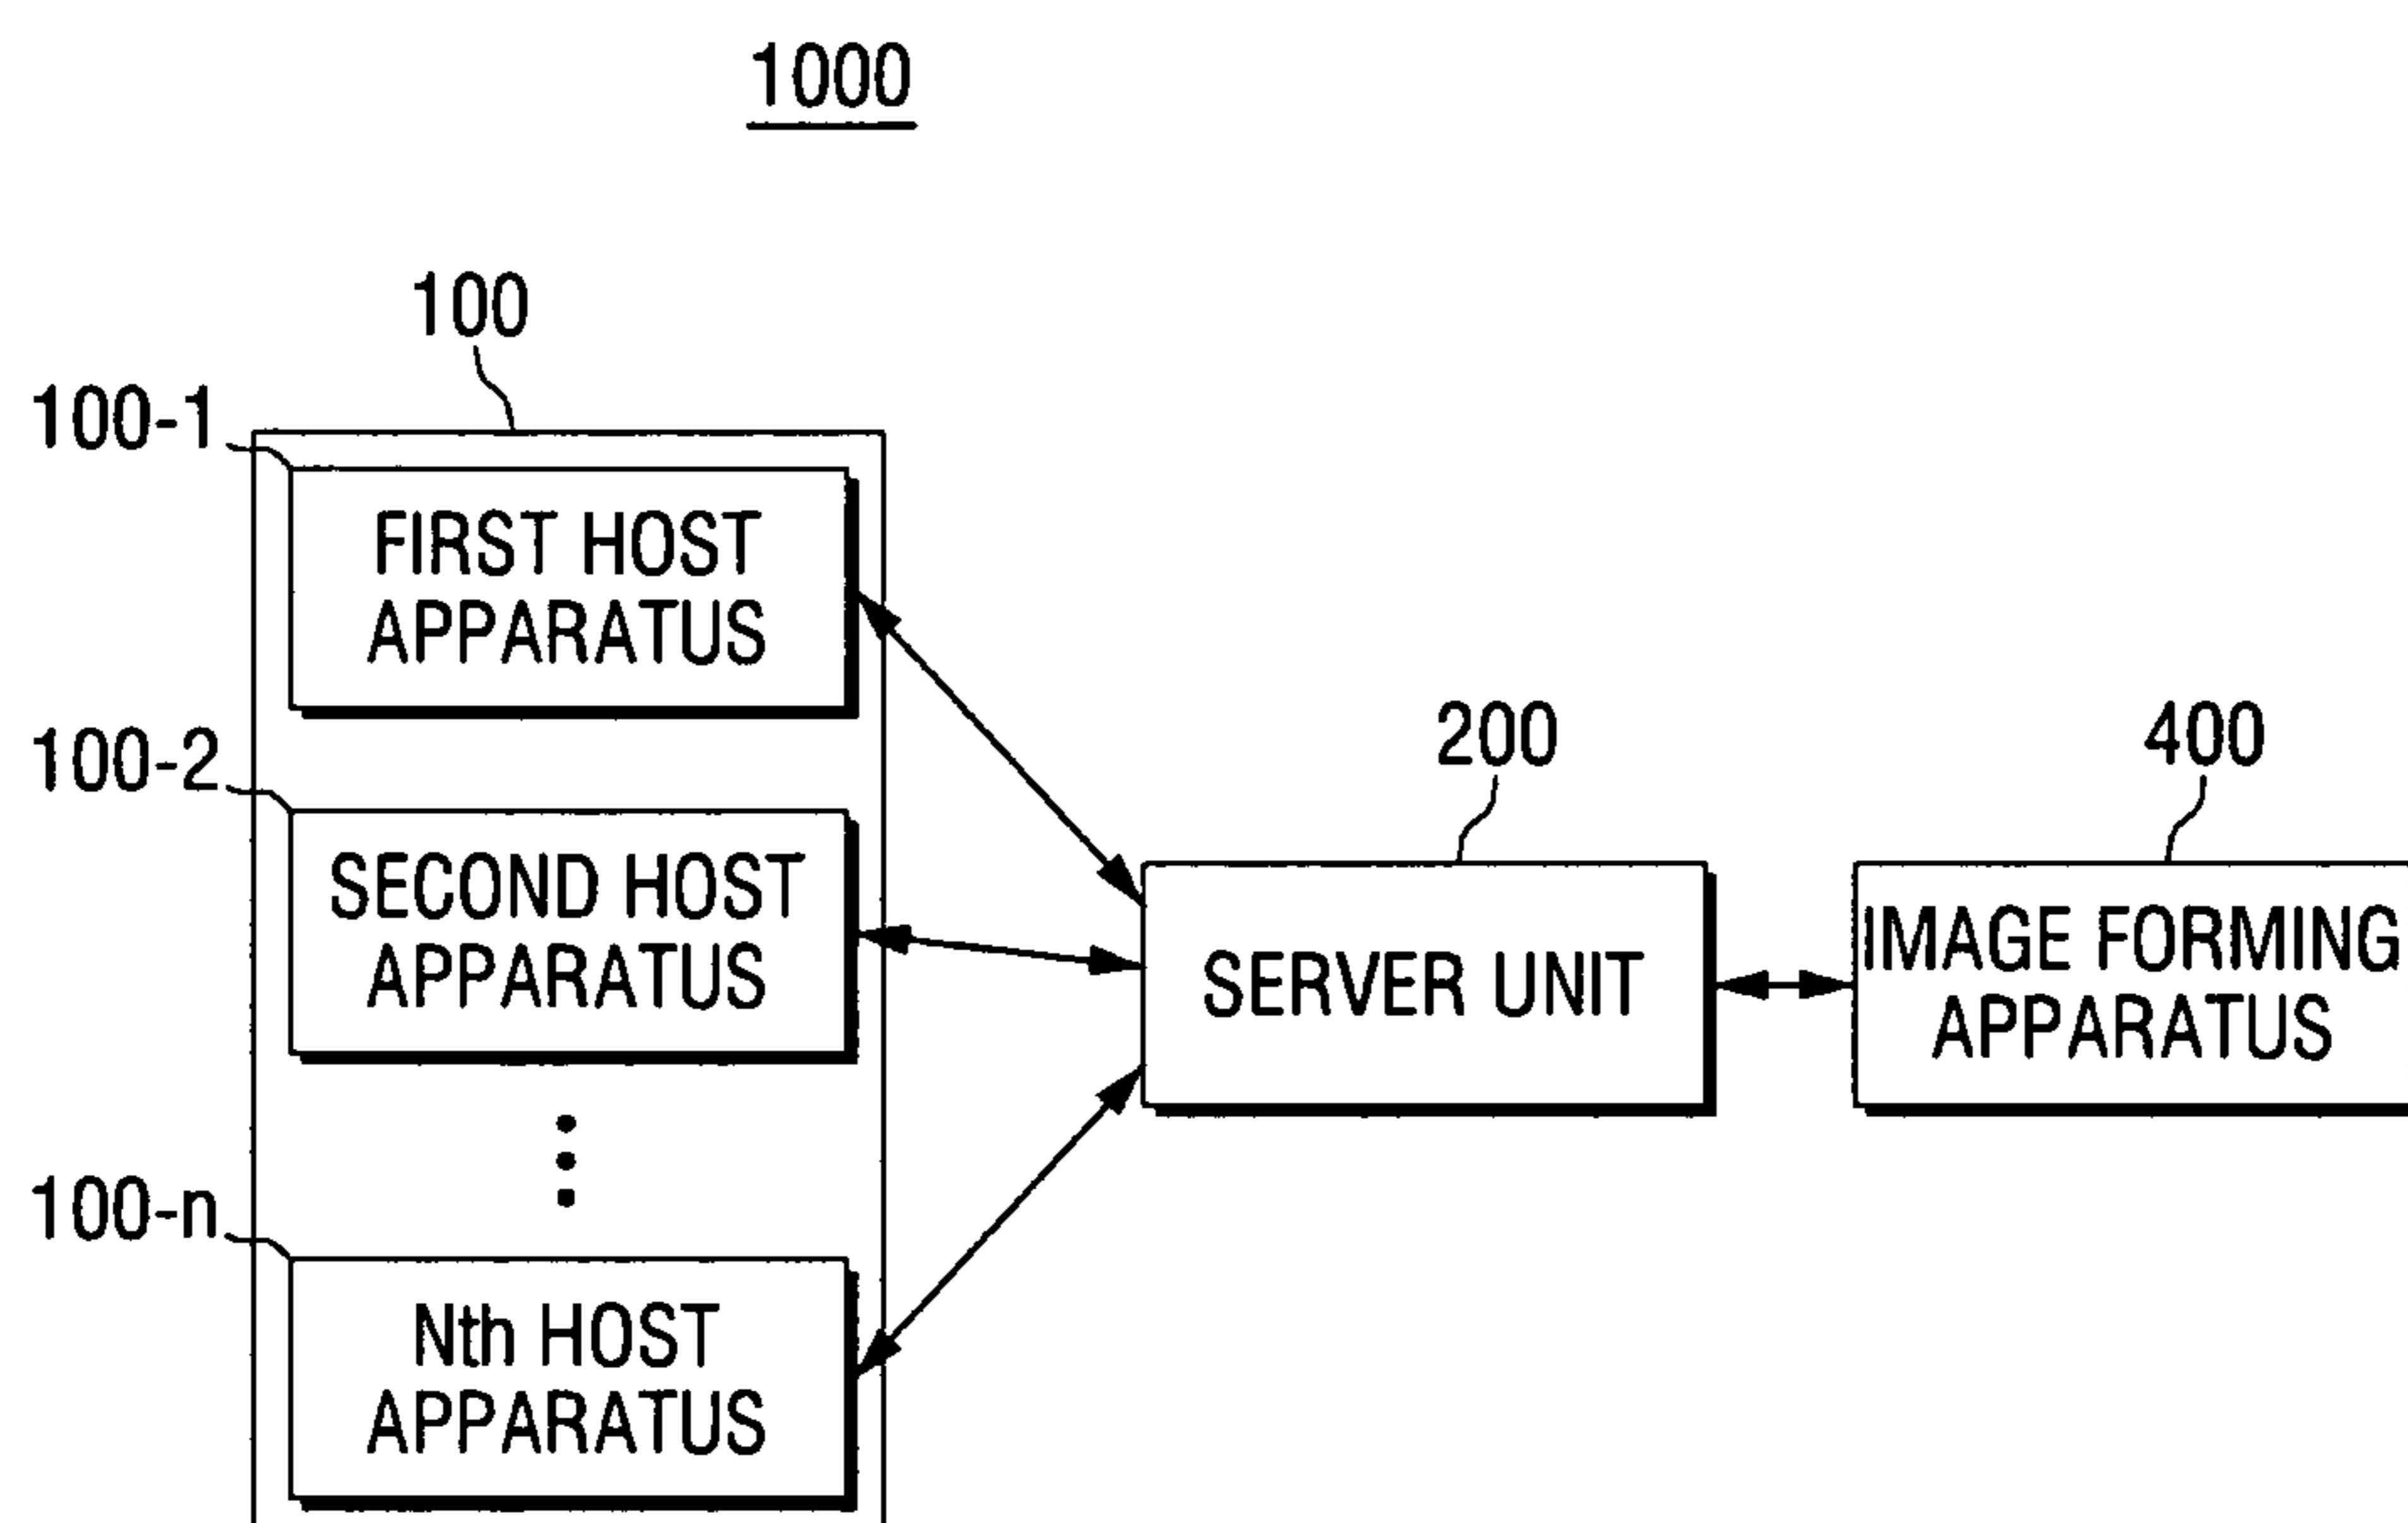 1000
100
100-1
FIRST HOST
APPARATUS
100-2
SECOND HOST
APPARATUS
100-n
Nth HOST
APPARATUS
200
SERVER UNIT
400
IMAGE FORMING
APPARATUS